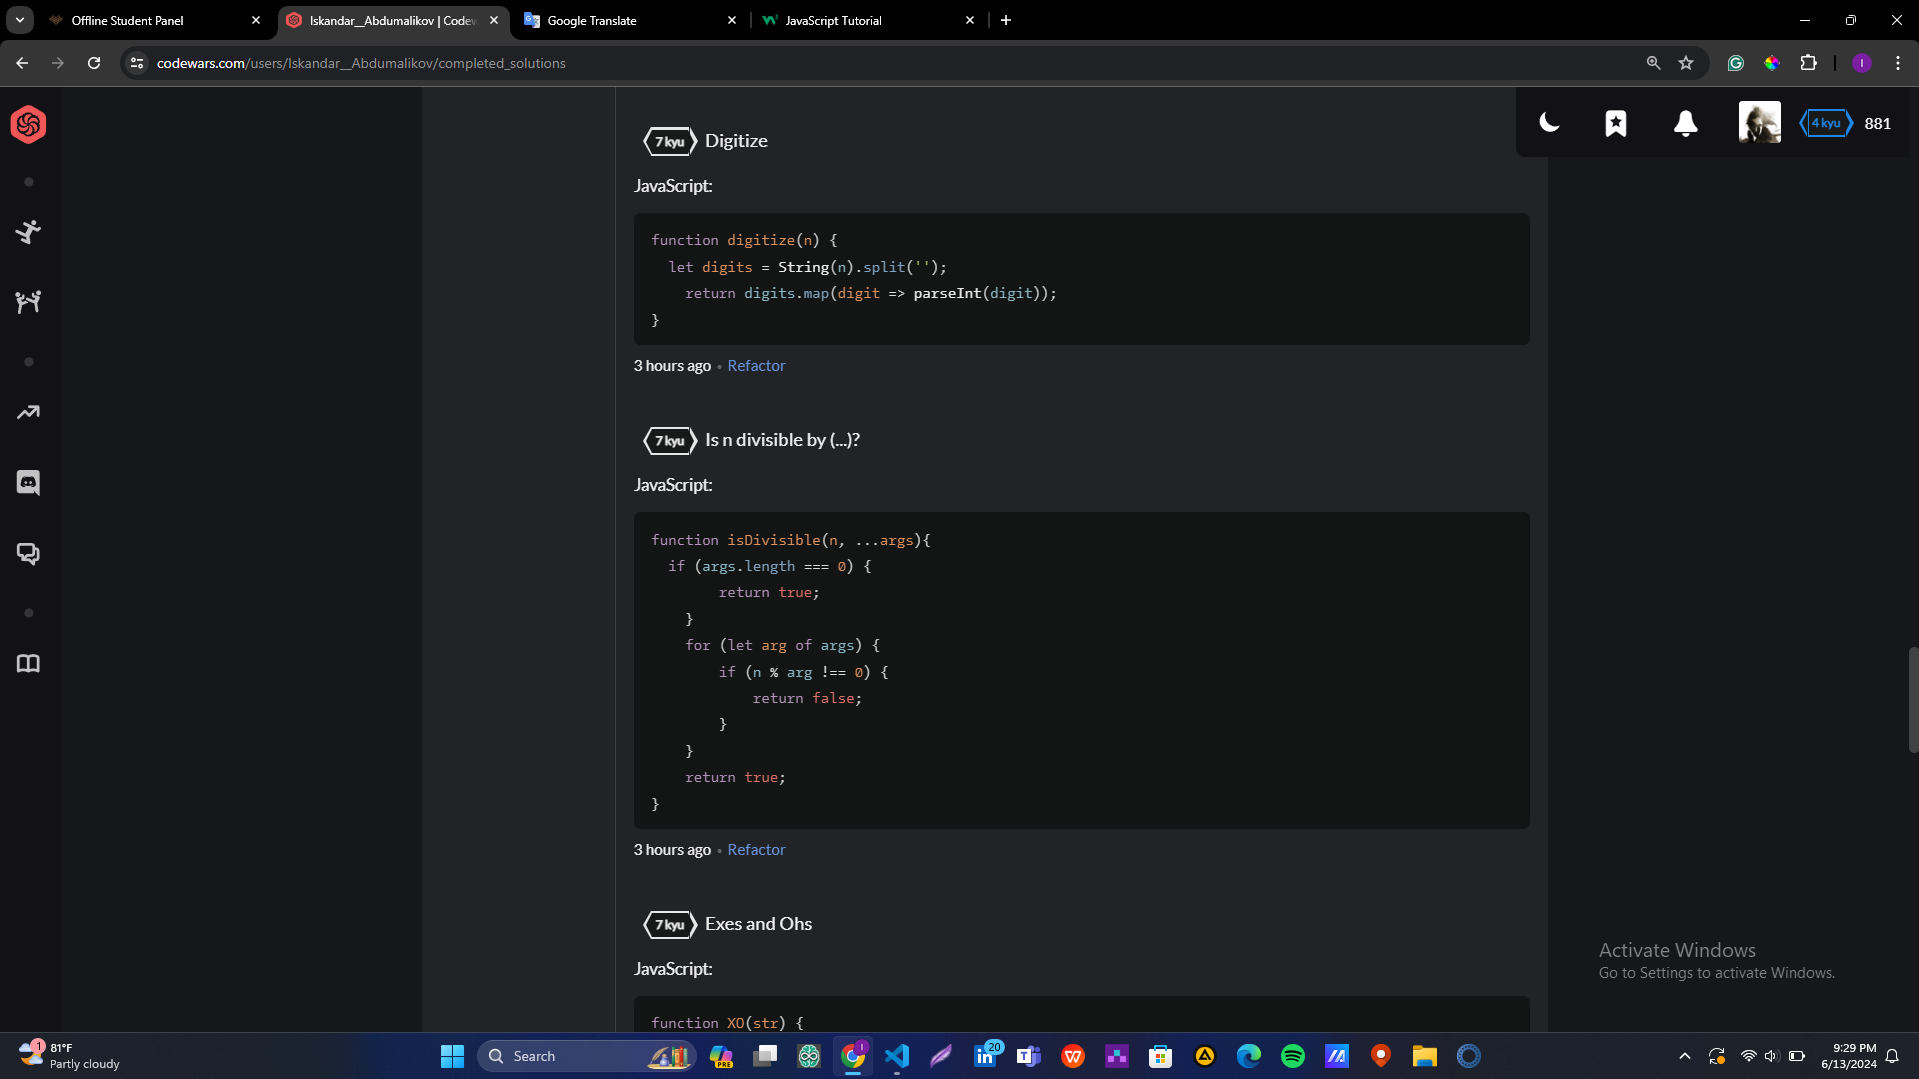 Offline Student Panel
Iskandar__Abdumalikov | Codew
Google Translate
JavaScript Tutorial
codewars.com/users/Iskandar__Abdumalikov/completed_solutions
4 kyu
881
7 kyu Digitize
JavaScript:
function digitize(n) {
  let digits = String(n).split('');
    return digits.map(digit => parseInt(digit));
}
3 hours ago • Refactor
7 kyu Is n divisible by (...)?
JavaScript:
function isDivisible(n, ...args){
  if (args.length === 0) {
        return true;
    }
    for (let arg of args) {
        if (n % arg !== 0) {
            return false;
        }
    }
    return true;
}
3 hours ago • Refactor
7 kyu Exes and Ohs
JavaScript:
function XO(str) {
Activate Windows
Go to Settings to activate Windows.
1
81°F
Partly cloudy
Search
PRE
20
9:29 PM
6/13/2024